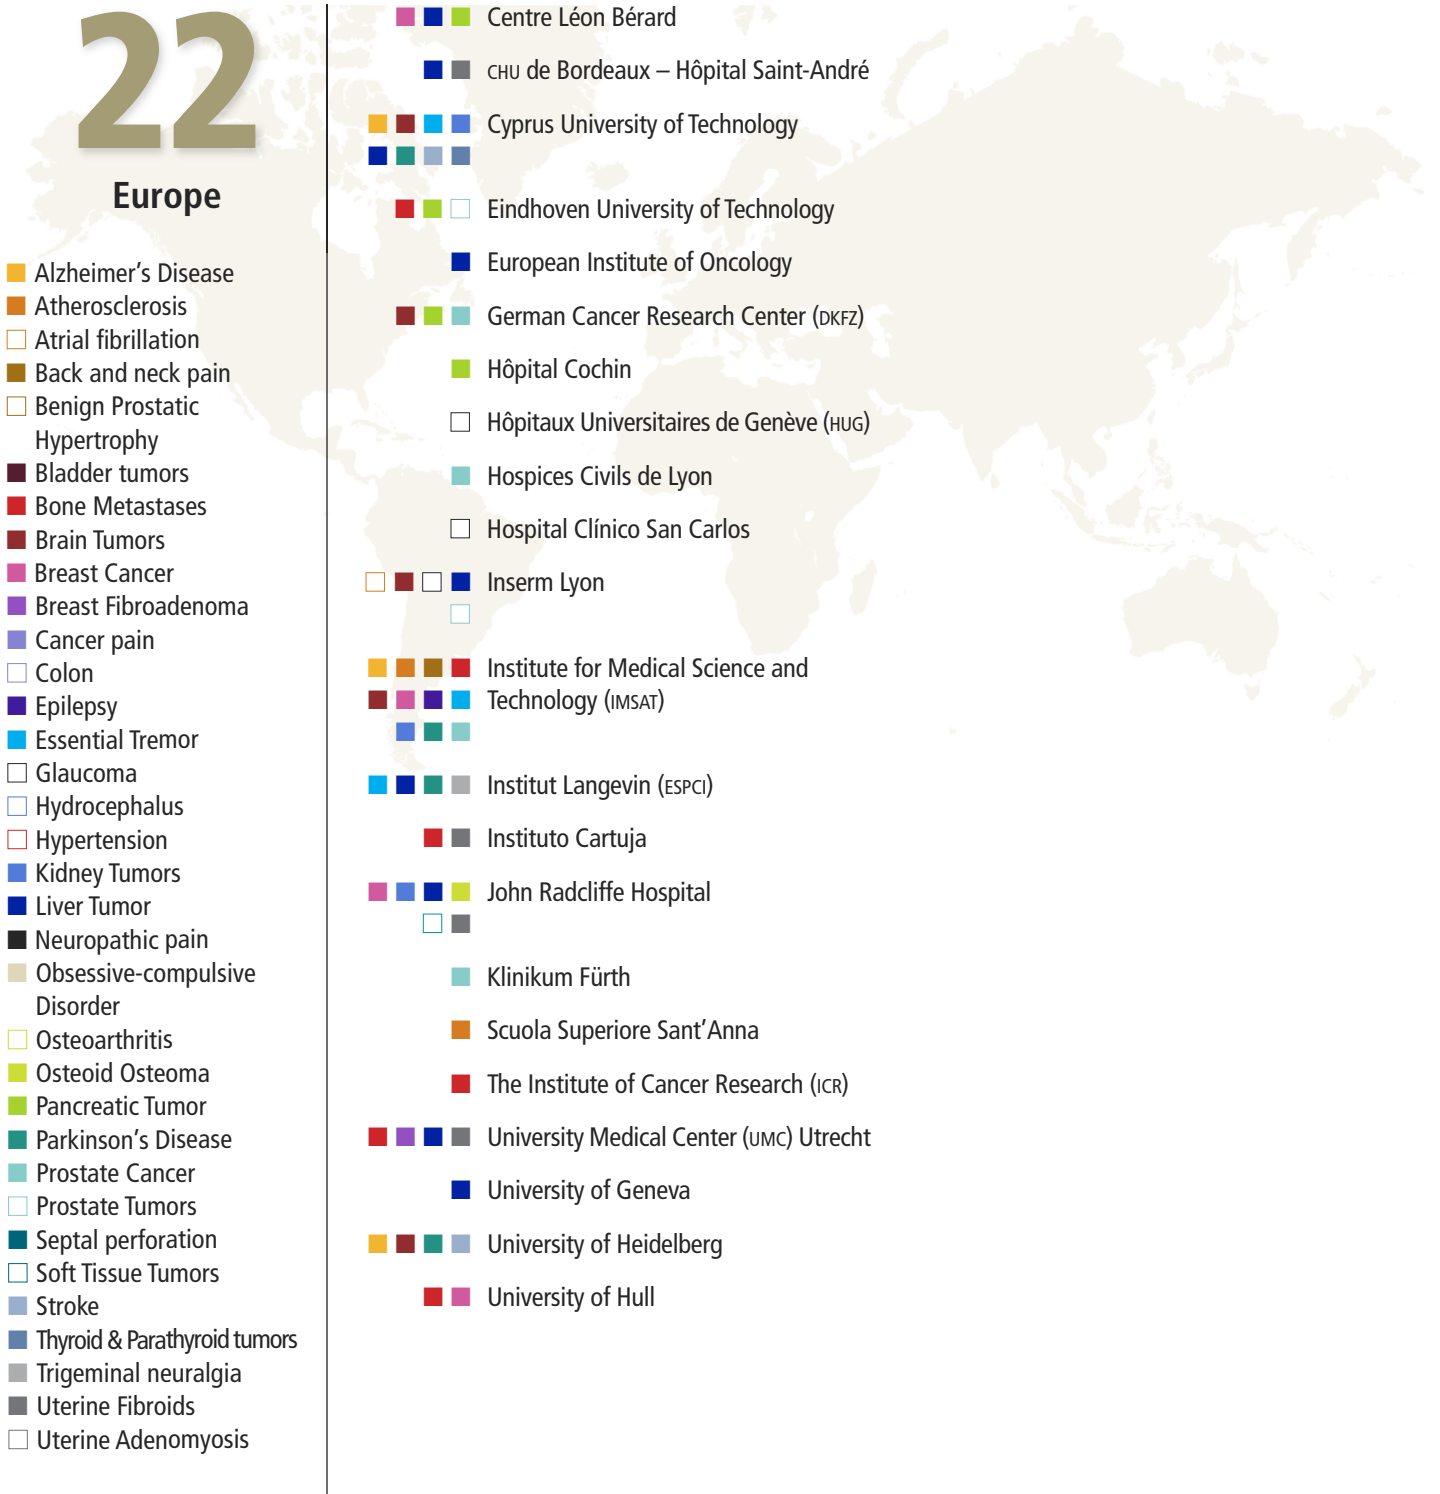 22
Europe
Alzheimer's Disease
Atherosclerosis
Atrial fibrillation
Back and neck pain
Benign Prostatic
Hypertrophy
Bladder tumors
Bone Metastases
Brain Tumors
Breast Cancer
Breast Fibroadenoma
Cancer pain
Colon
Epilepsy
Essential Tremor
Glaucoma
Hydrocephalus
Hypertension
Kidney Tumors
Liver Tumor
Neuropathic pain
Obsessive-compulsive
Disorder
Osteoarthritis
Osteoid Osteoma
Pancreatic Tumor
Parkinson's Disease
Prostate Cancer
Prostate Tumors
Septal perforation
Soft Tissue Tumors
Stroke
Thyroid & Parathyroid tumors
Trigeminal neuralgia
Uterine Fibroids
Uterine Adenomyosis
Centre Léon Bérard
CHU de Bordeaux – Hôpital Saint-André
Cyprus University of Technology
Eindhoven University of Technology
European Institute of Oncology
German Cancer Research Center (DKFZ)
Hôpital Cochin
Hôpitaux Universitaires de Genève (HUG)
Hospices Civils de Lyon
Hospital Clínico San Carlos
Inserm Lyon
Institute for Medical Science and
Technology (IMSAT)
Institut Langevin (ESPCI)
Instituto Cartuja
John Radcliffe Hospital
Klinikum Fürth
Scuola Superiore Sant'Anna
The Institute of Cancer Research (ICR)
University Medical Center (UMC) Utrecht
University of Geneva
University of Heidelberg
University of Hull